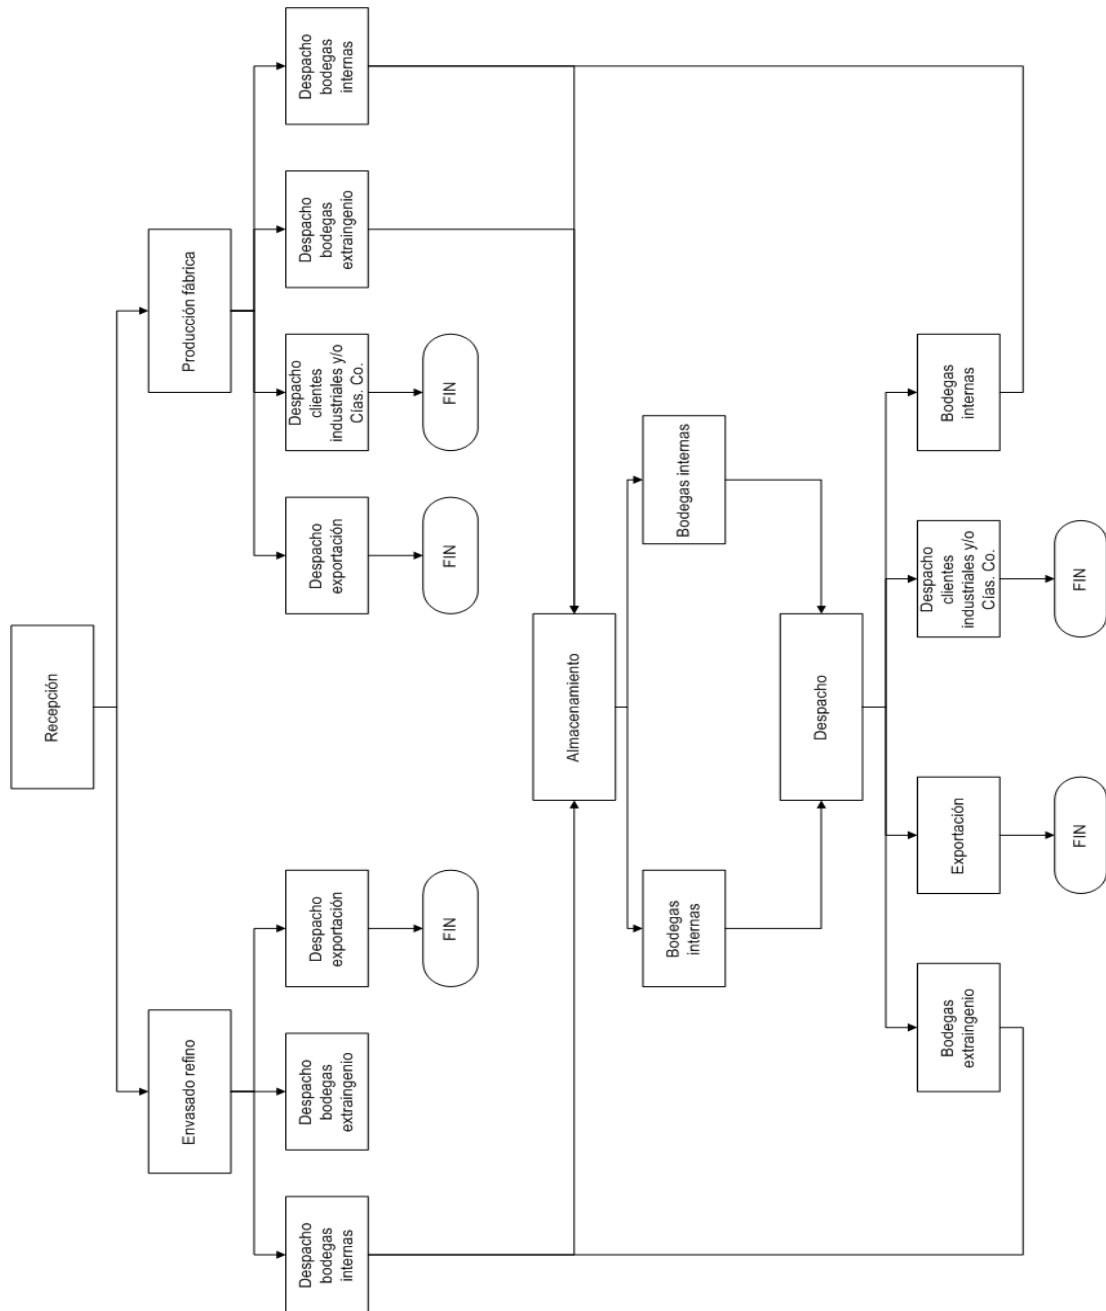 Recepción
Envasado refino
Producción fábrica
Despacho
bodegas
internas
Despacho
bodegas
extraingenio
Despacho
exportación
Despacho
exportación
Despacho
clientes
industriales y/o
Cías. Co.
Despacho
bodegas
extraingenio
Despacho
bodegas
internas
FIN
FIN
FIN
Almacenamiento
Bodegas
internas
Bodegas internas
Despacho
Bodegas
extraingenio
Exportación
Despacho
clientes
industriales y/o
Cías. Co.
Bodegas
internas
FIN
FIN